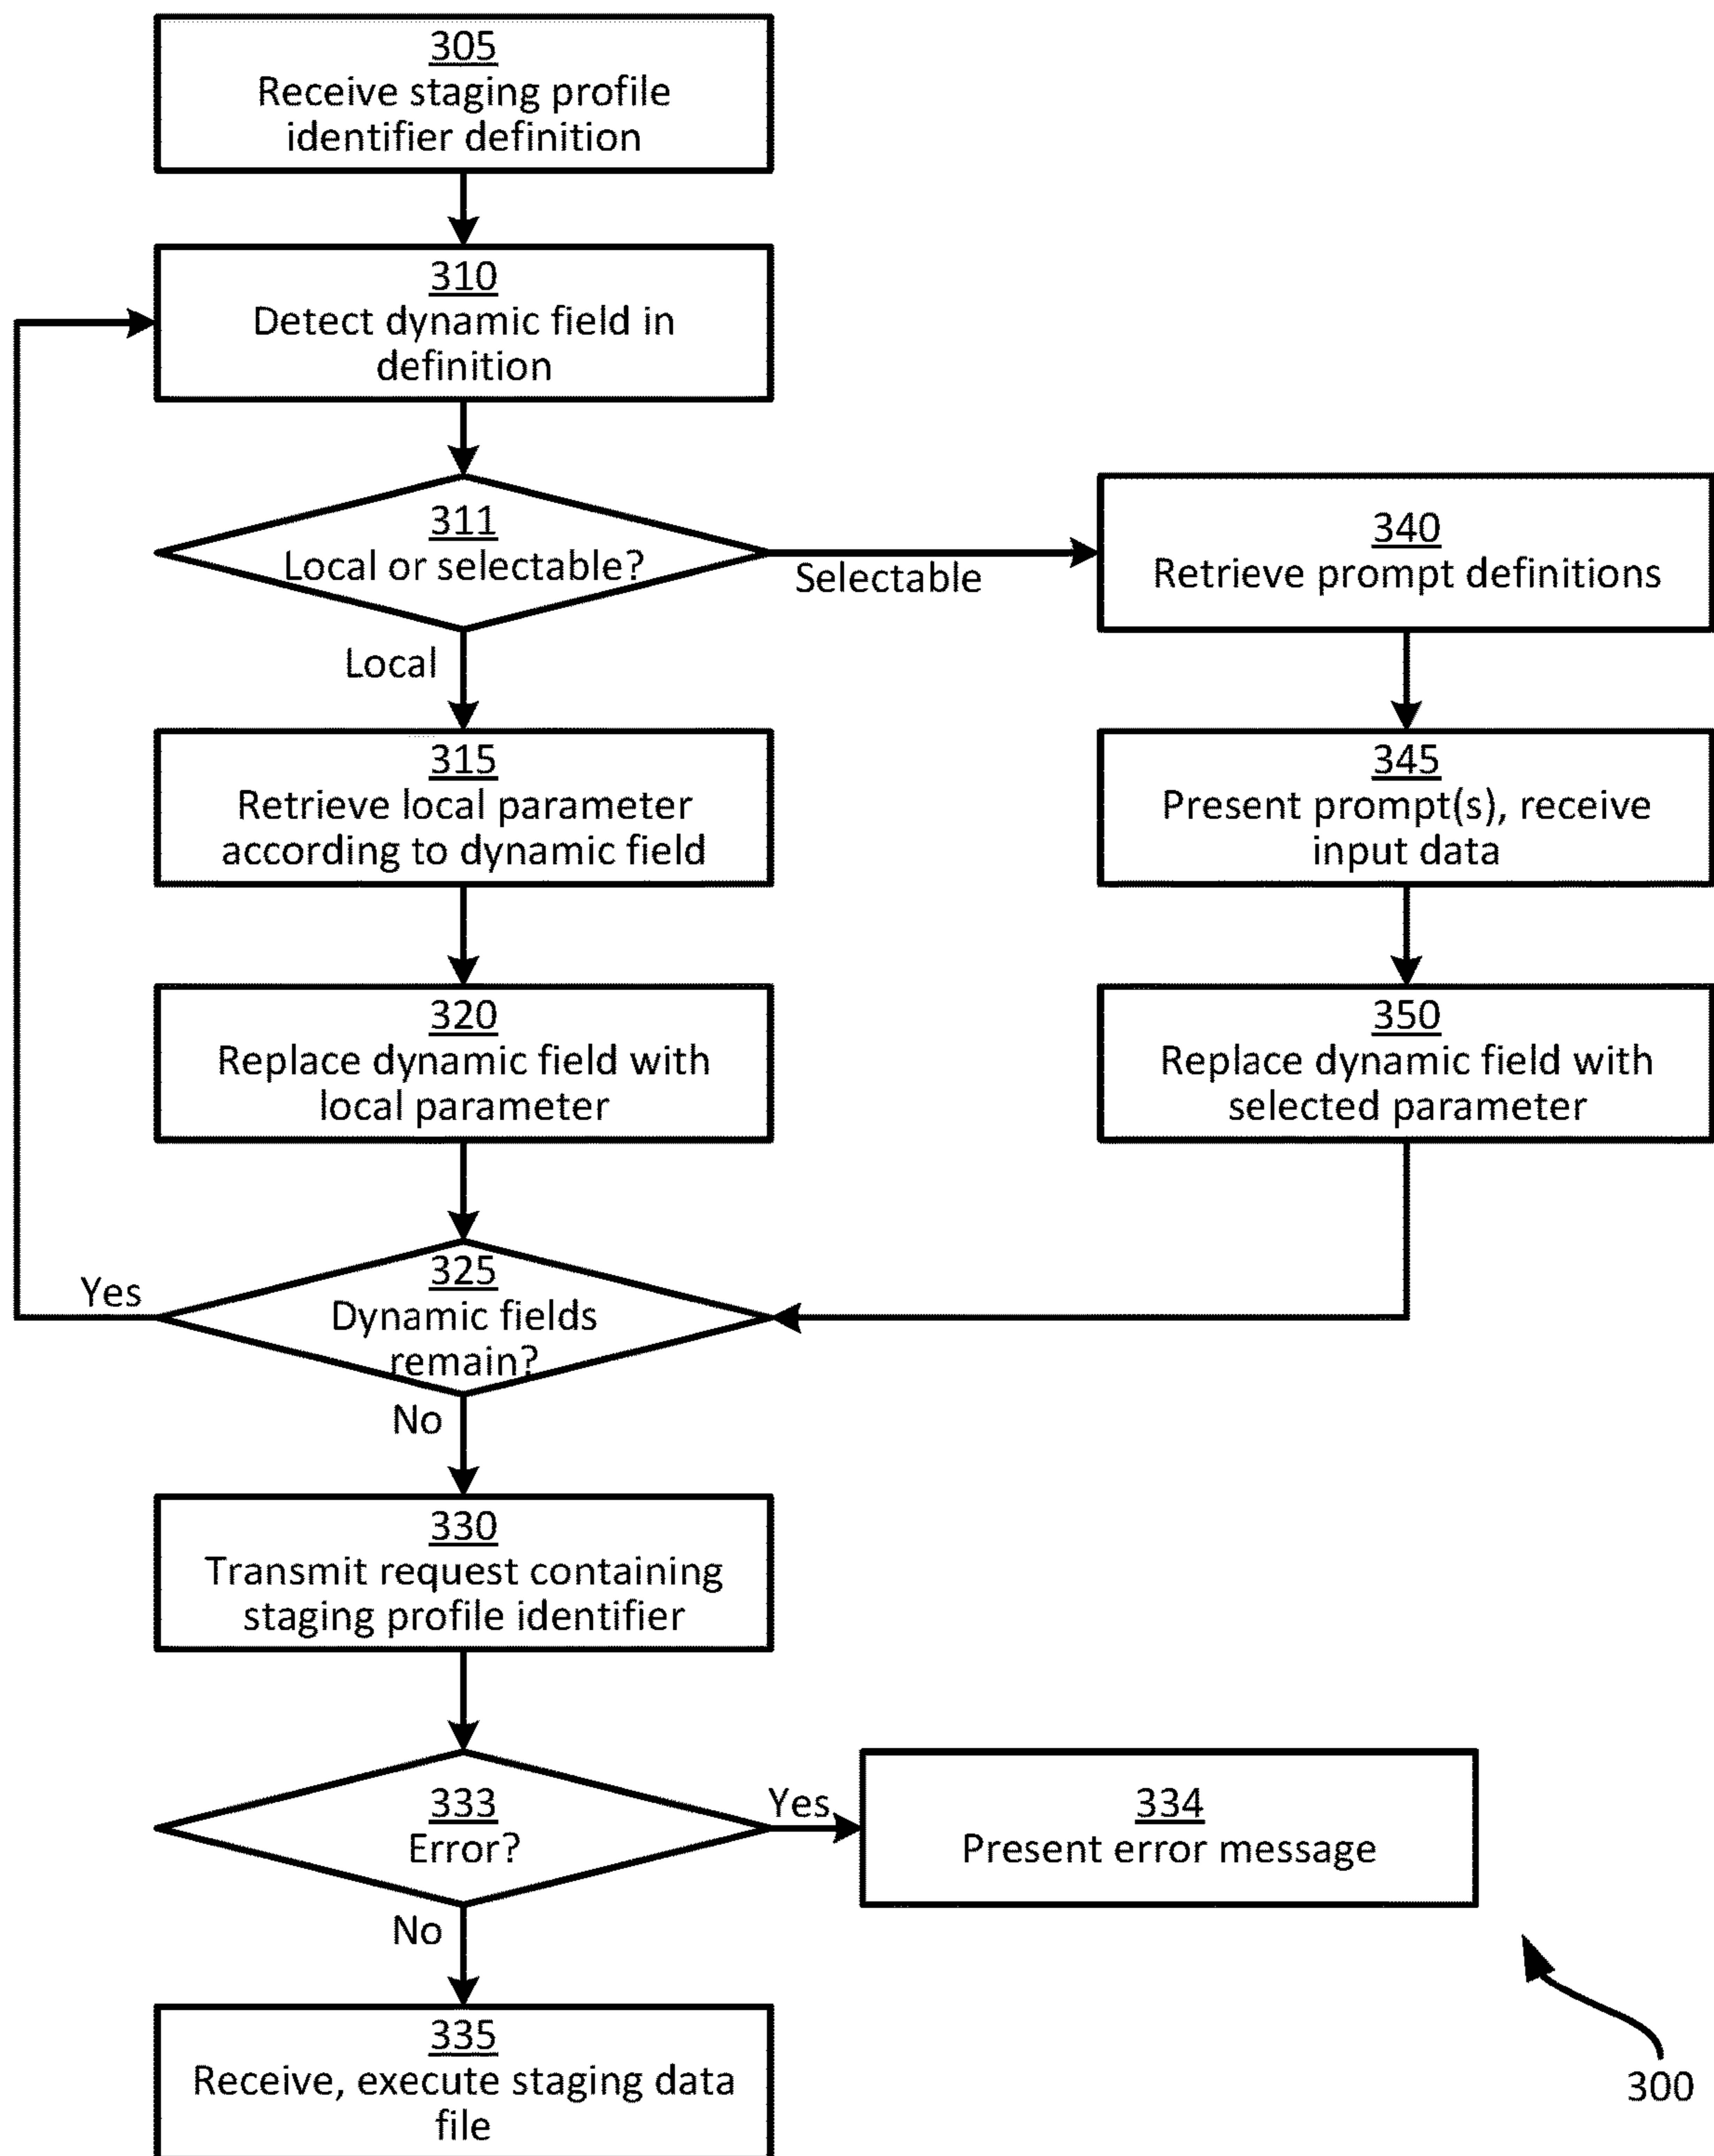 305
Receive staging profile
identifier definition
310
Detect dynamic field in
definition
311
Local or selectable?
Selectable
Local
340
Retrieve prompt definitions
315
Retrieve local parameter
according to dynamic field
345
Present prompt(s), receive
input data
320
Replace dynamic field with
local parameter
350
Replace dynamic field with
selected parameter
325
Dynamic fields
remain?
Yes
No
330
Transmit request containing
staging profile identifier
333
Error?
Yes
No
334
Present error message
335
Receive, execute staging data
file
300